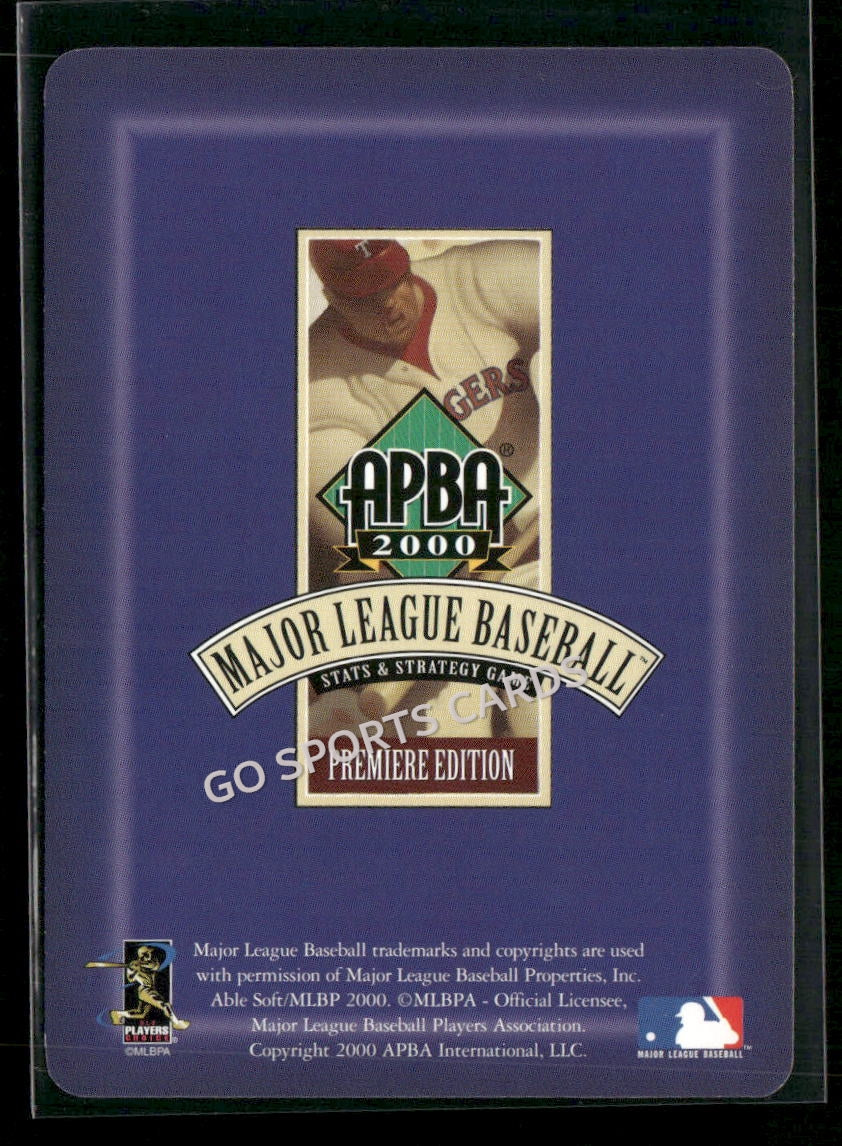 T
GERS
APBA®
2000
MAJOR LEAGUE BASEBALL™
STATS & STRATEGY GAME
GO SPORTS CARDS
PREMIERE EDITION
Major League Baseball trademarks and copyrights are used
with permission of Major League Baseball Properties, Inc.
Able Soft/MLBP 2000. ©MLBPA - Official Licensee,
Major League Baseball Players Association.
Copyright 2000 APBA International, LLC.
PLAYERS
CHOICE®
©MLBPA
MAJOR LEAGUE BASEBALL™